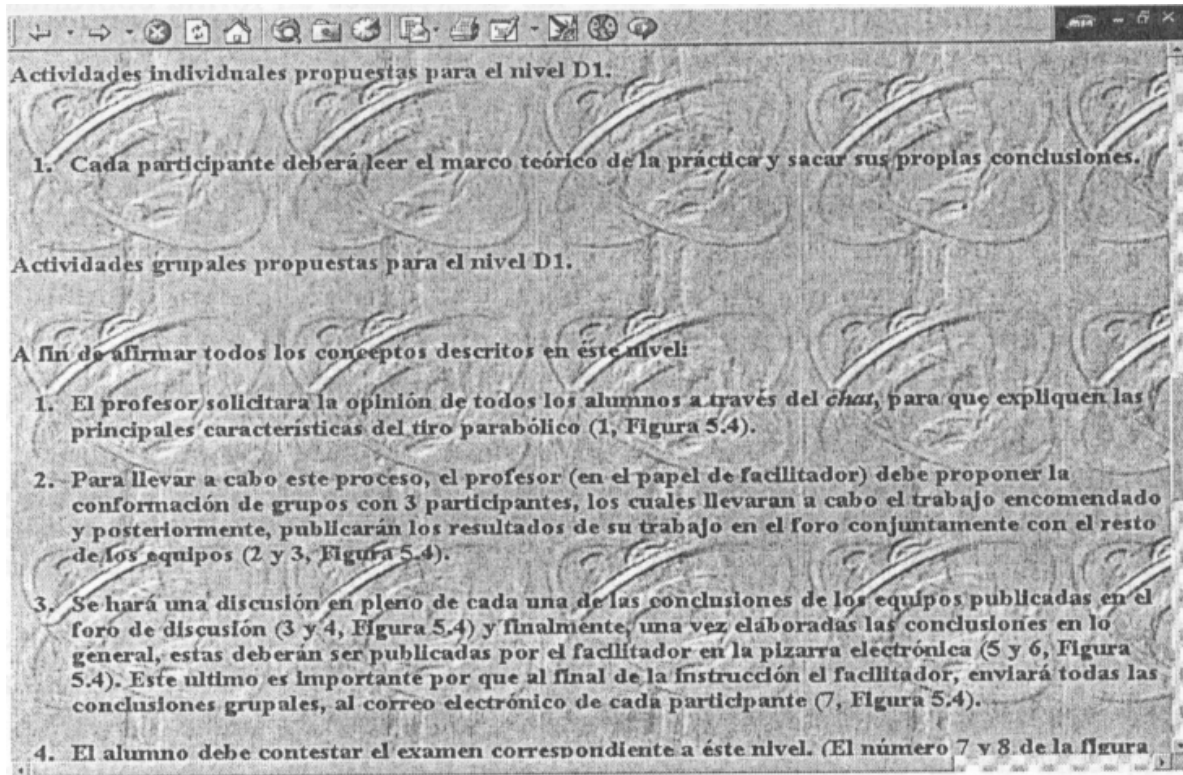 msn
Actividades individuales propuestas para el nivel D1.
1. Cada participante deberá leer el marco teórico de la práctica y sacar sus propias conclusiones.
Actividades grupales propuestas para el nivel D1.
A fin de afirmar todos los conceptos descritos en éste nivel:
1. El profesor solicitara la opinión de todos los alumnos a través del chat, para que expliquen las
principales características del tiro parabólico (1, Figura 5.4).
2. Para llevar a cabo este proceso, el profesor (en el papel de facilitador) debe proponer la
conformación de grupos con 3 participantes, los cuales llevaran a cabo el trabajo encomendado
y posteriormente, publicarán los resultados de su trabajo en el foro conjuntamente con el resto
de los equipos (2 y 3, Figura 5.4).
3. Se hará una discusión en pleno de cada una de las conclusiones de los equipos publicadas en el
foro de discusión (3 y 4, Figura 5.4) y finalmente, una vez elaboradas las conclusiones en lo
general, estas deberán ser publicadas por el facilitador en la pizarra electrónica (5 y 6, Figura
5.4). Este ultimo es importante por que al final de la instrucción el facilitador, enviará todas las
conclusiones grupales, al correo electrónico de cada participante (7, Figura 5.4).
4. El alumno debe contestar el examen correspondiente a éste nivel. (El número 7 y 8 de la figura